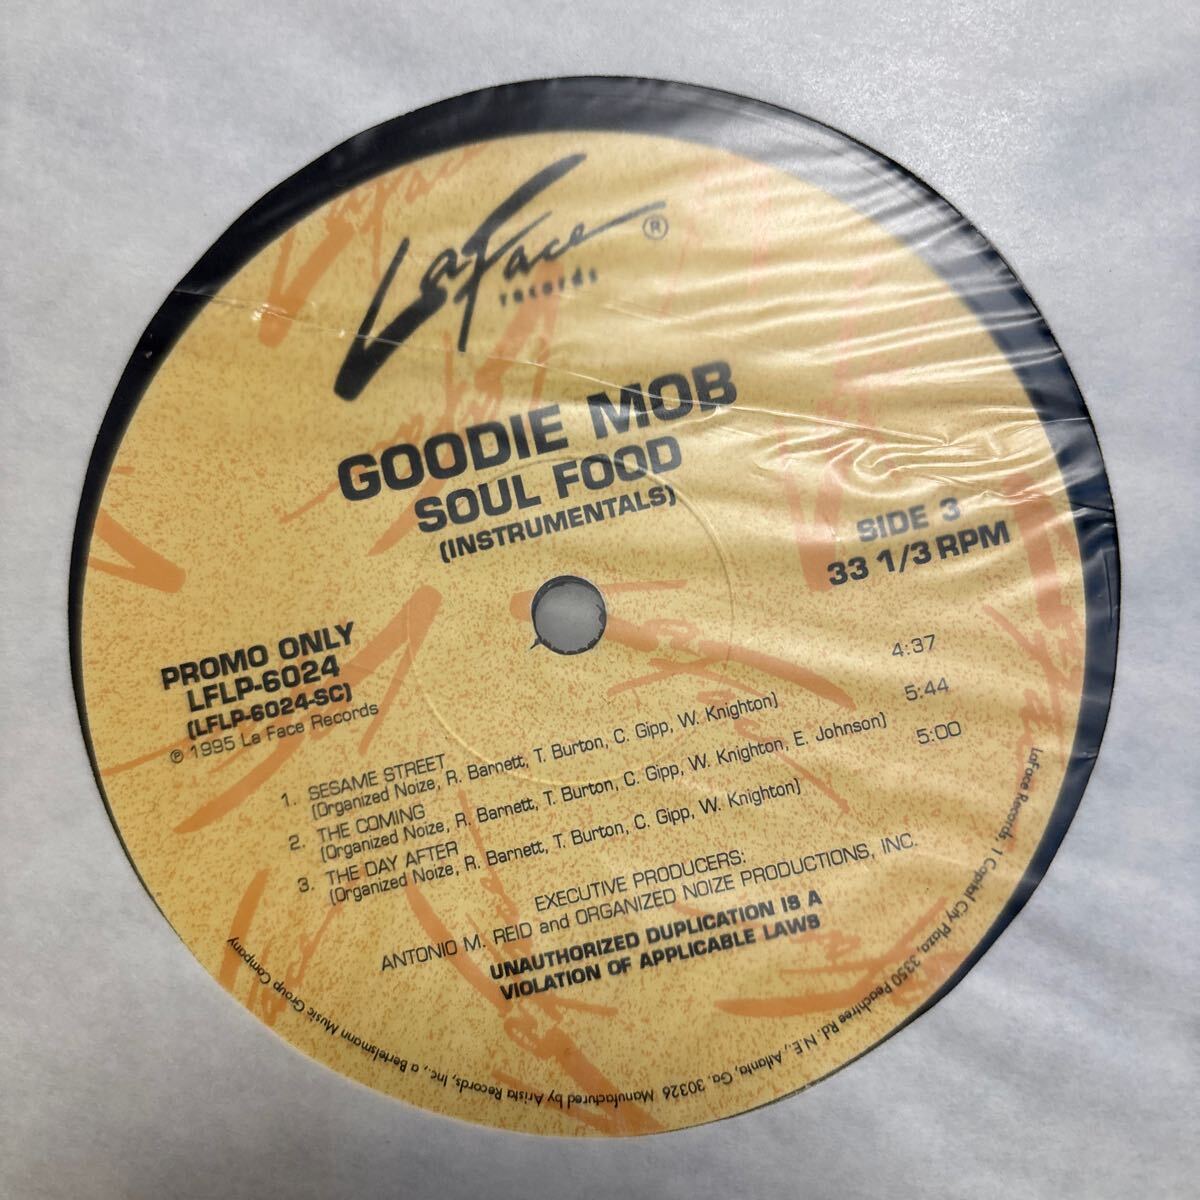 LaFace ®
records
GOODIE MOB
SOUL FOOD
(INSTRUMENTALS)
SIDE 3
33 1/3 RPM
PROMO ONLY
LFLP-6024
(LFLP-6024-SC)
℗ 1995 La Face Records
1. SESAME STREET 4:37
(Organized Noize, R. Barnett, T. Burton, C. Gipp, W. Knighton)
2. THE COMING 5:44
(Organized Noize, R. Barnett, T. Burton, C. Gipp, W. Knighton, E. Johnson)
3. THE DAY AFTER 5:00
(Organized Noize, R. Barnett, T. Burton, C. Gipp, W. Knighton)
EXECUTIVE PRODUCERS:
ANTONIO M. REID and ORGANIZED NOIZE PRODUCTIONS, INC.
UNAUTHORIZED DUPLICATION IS A
VIOLATION OF APPLICABLE LAWS
LaFace Records, 1 Capital City Plaza, 3350 Peachtree Rd. N.E., Atlanta, Ga. 30326 Manufactured by Arista Records, Inc., a Bertelsmann Music Group Company